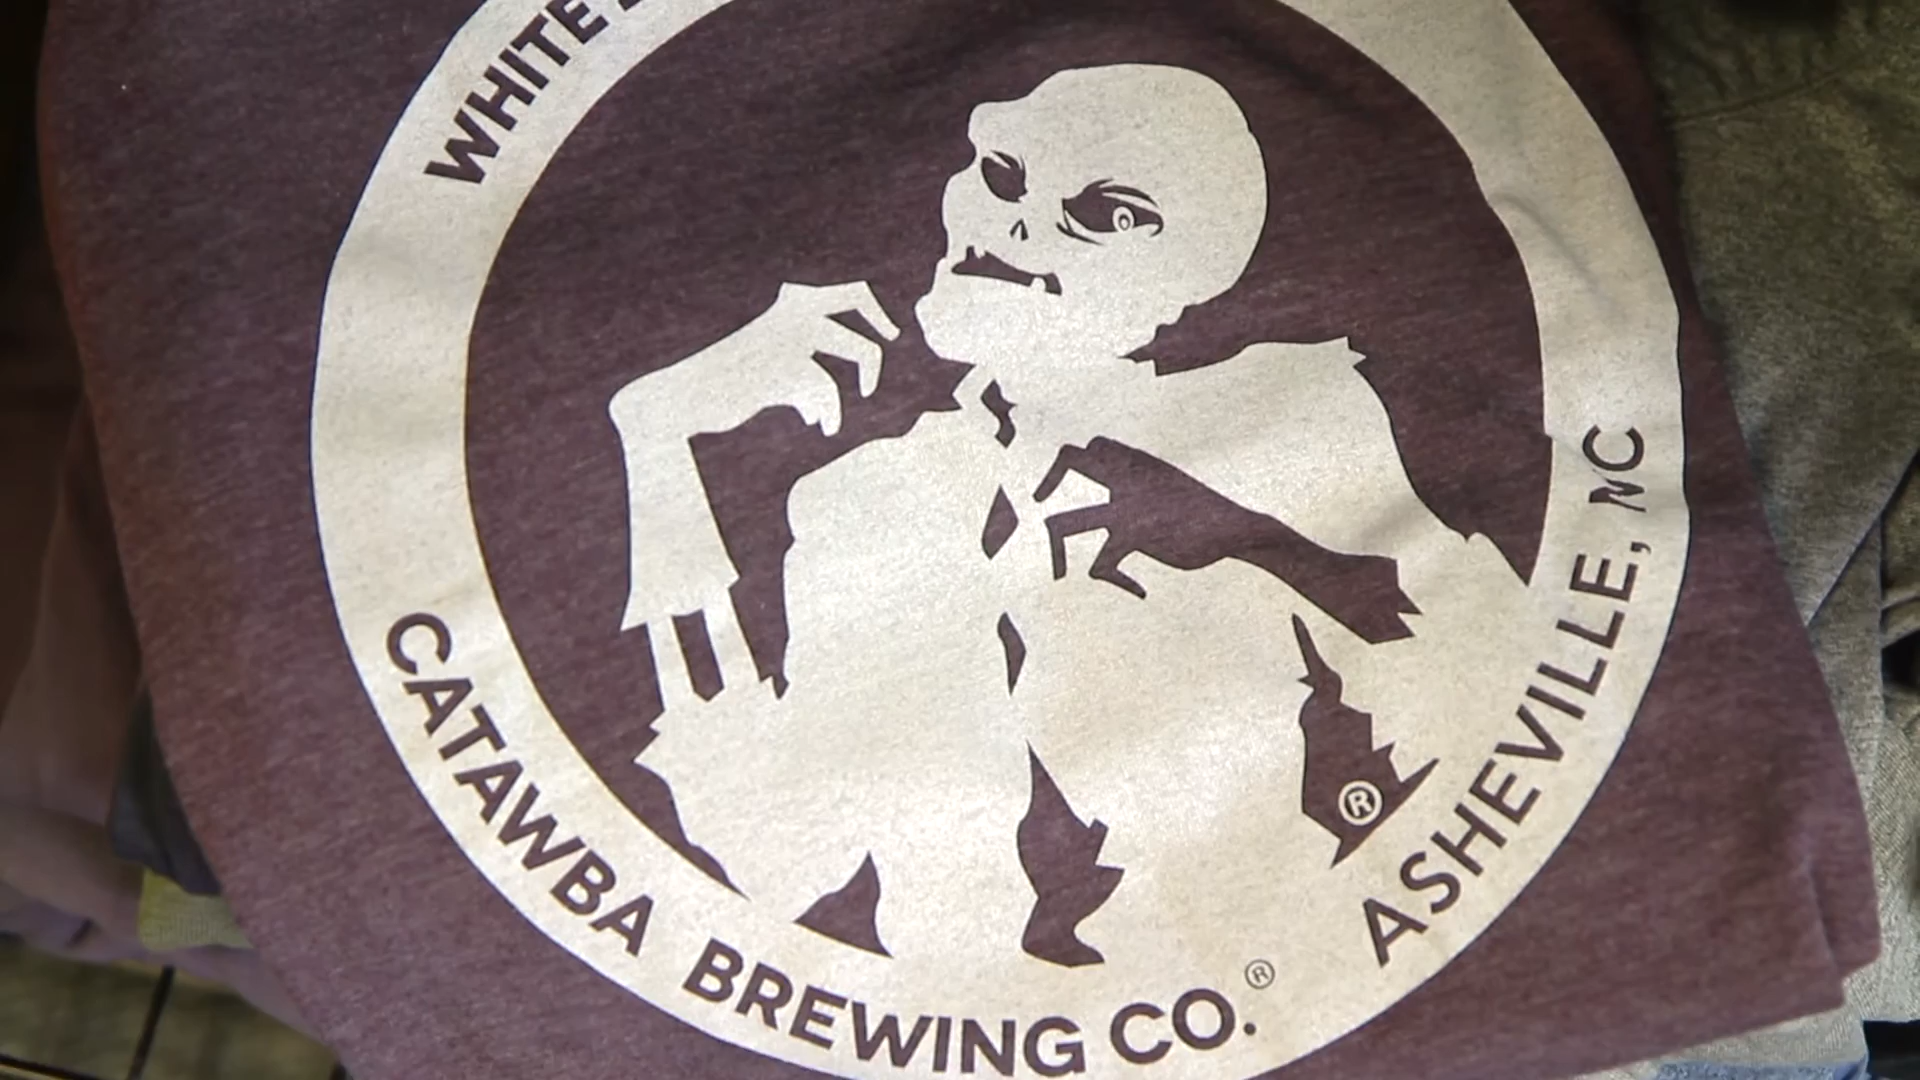 WHITE
CATAWBA BREWING CO.®
ASHEVILLE, NC
®